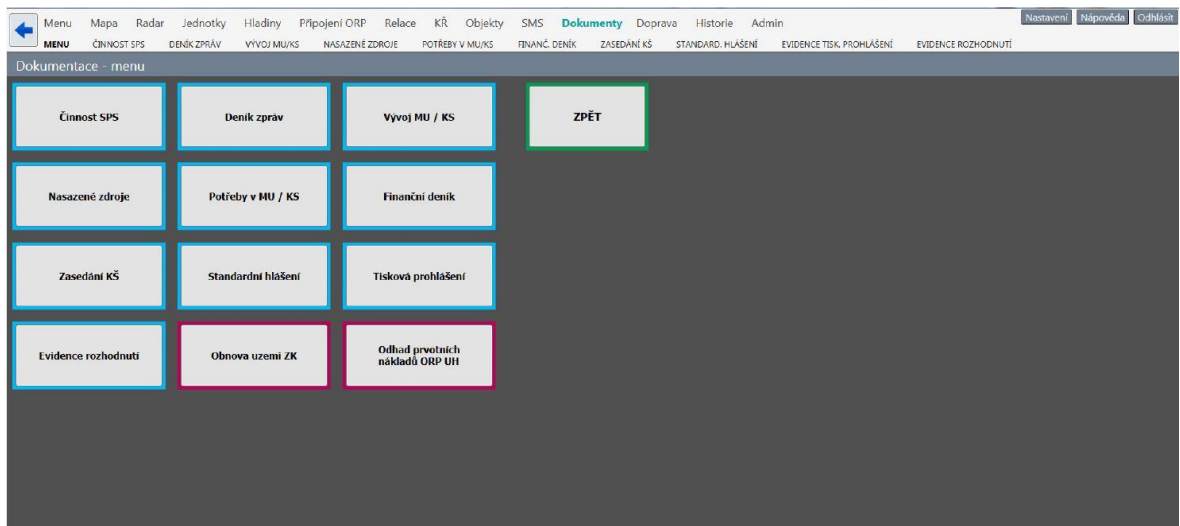 Menu Mapa Radar Jednotky Hladiny Připojení ORP Relace KŘ Objekty SMS Dokumenty Doprava Historie Admin
Nastavení Nápověda Odhlásit
MENU ČINNOST SPS DENÍK ZPRÁV VÝVOJ MU/KS NASAZENÉ ZDROJE POTŘEBY V MU/KS FINANČ. DENÍK ZASEDÁNÍ KŠ STANDARD. HLÁŠENÍ EVIDENCE TISK. PROHLÁŠENÍ EVIDENCE ROZHODNUTÍ
Dokumentace - menu
Činnost SPS
Deník zpráv
Vývoj MU / KS
ZPĚT
Nasazené zdroje
Potřeby v MU / KS
Finanční deník
Zasedání KŠ
Standardní hlášení
Tisková prohlášení
Evidence rozhodnutí
Obnova uzemí ZK
Odhad prvotních
nákladů ORP UH